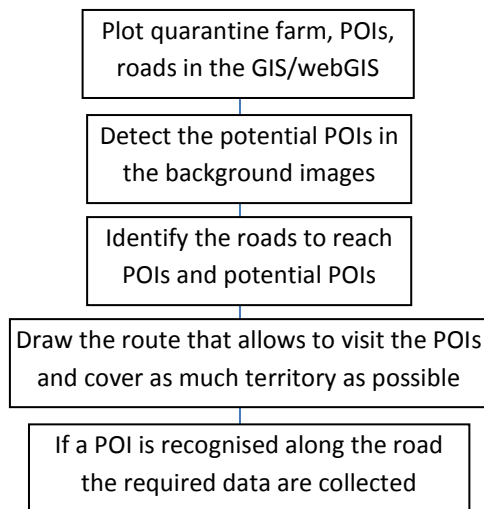 Plot quarantine farm, POIs,
roads in the GIS/webGIS
Detect the potential POIs in
the background images
Identify the roads to reach
POIs and potential POIs
Draw the route that allows to visit the POIs
and cover as much territory as possible
If a POI is recognised along the road
the required data are collected